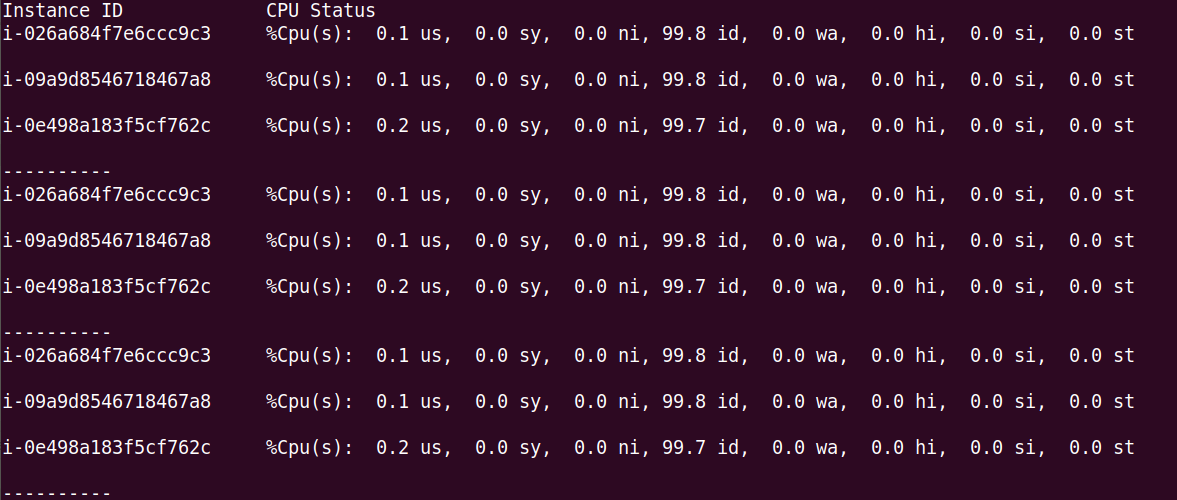 Instance ID             CPU Status
i-026a684f7e6ccc9c3     %Cpu(s):  0.1 us,  0.0 sy,  0.0 ni, 99.8 id,  0.0 wa,  0.0 hi,  0.0 si,  0.0 st
i-09a9d8546718467a8     %Cpu(s):  0.1 us,  0.0 sy,  0.0 ni, 99.8 id,  0.0 wa,  0.0 hi,  0.0 si,  0.0 st
i-0e498a183f5cf762c     %Cpu(s):  0.2 us,  0.0 sy,  0.0 ni, 99.7 id,  0.0 wa,  0.0 hi,  0.0 si,  0.0 st
----------
i-026a684f7e6ccc9c3     %Cpu(s):  0.1 us,  0.0 sy,  0.0 ni, 99.8 id,  0.0 wa,  0.0 hi,  0.0 si,  0.0 st
i-09a9d8546718467a8     %Cpu(s):  0.1 us,  0.0 sy,  0.0 ni, 99.8 id,  0.0 wa,  0.0 hi,  0.0 si,  0.0 st
i-0e498a183f5cf762c     %Cpu(s):  0.2 us,  0.0 sy,  0.0 ni, 99.7 id,  0.0 wa,  0.0 hi,  0.0 si,  0.0 st
----------
i-026a684f7e6ccc9c3     %Cpu(s):  0.1 us,  0.0 sy,  0.0 ni, 99.8 id,  0.0 wa,  0.0 hi,  0.0 si,  0.0 st
i-09a9d8546718467a8     %Cpu(s):  0.1 us,  0.0 sy,  0.0 ni, 99.8 id,  0.0 wa,  0.0 hi,  0.0 si,  0.0 st
i-0e498a183f5cf762c     %Cpu(s):  0.2 us,  0.0 sy,  0.0 ni, 99.7 id,  0.0 wa,  0.0 hi,  0.0 si,  0.0 st
----------